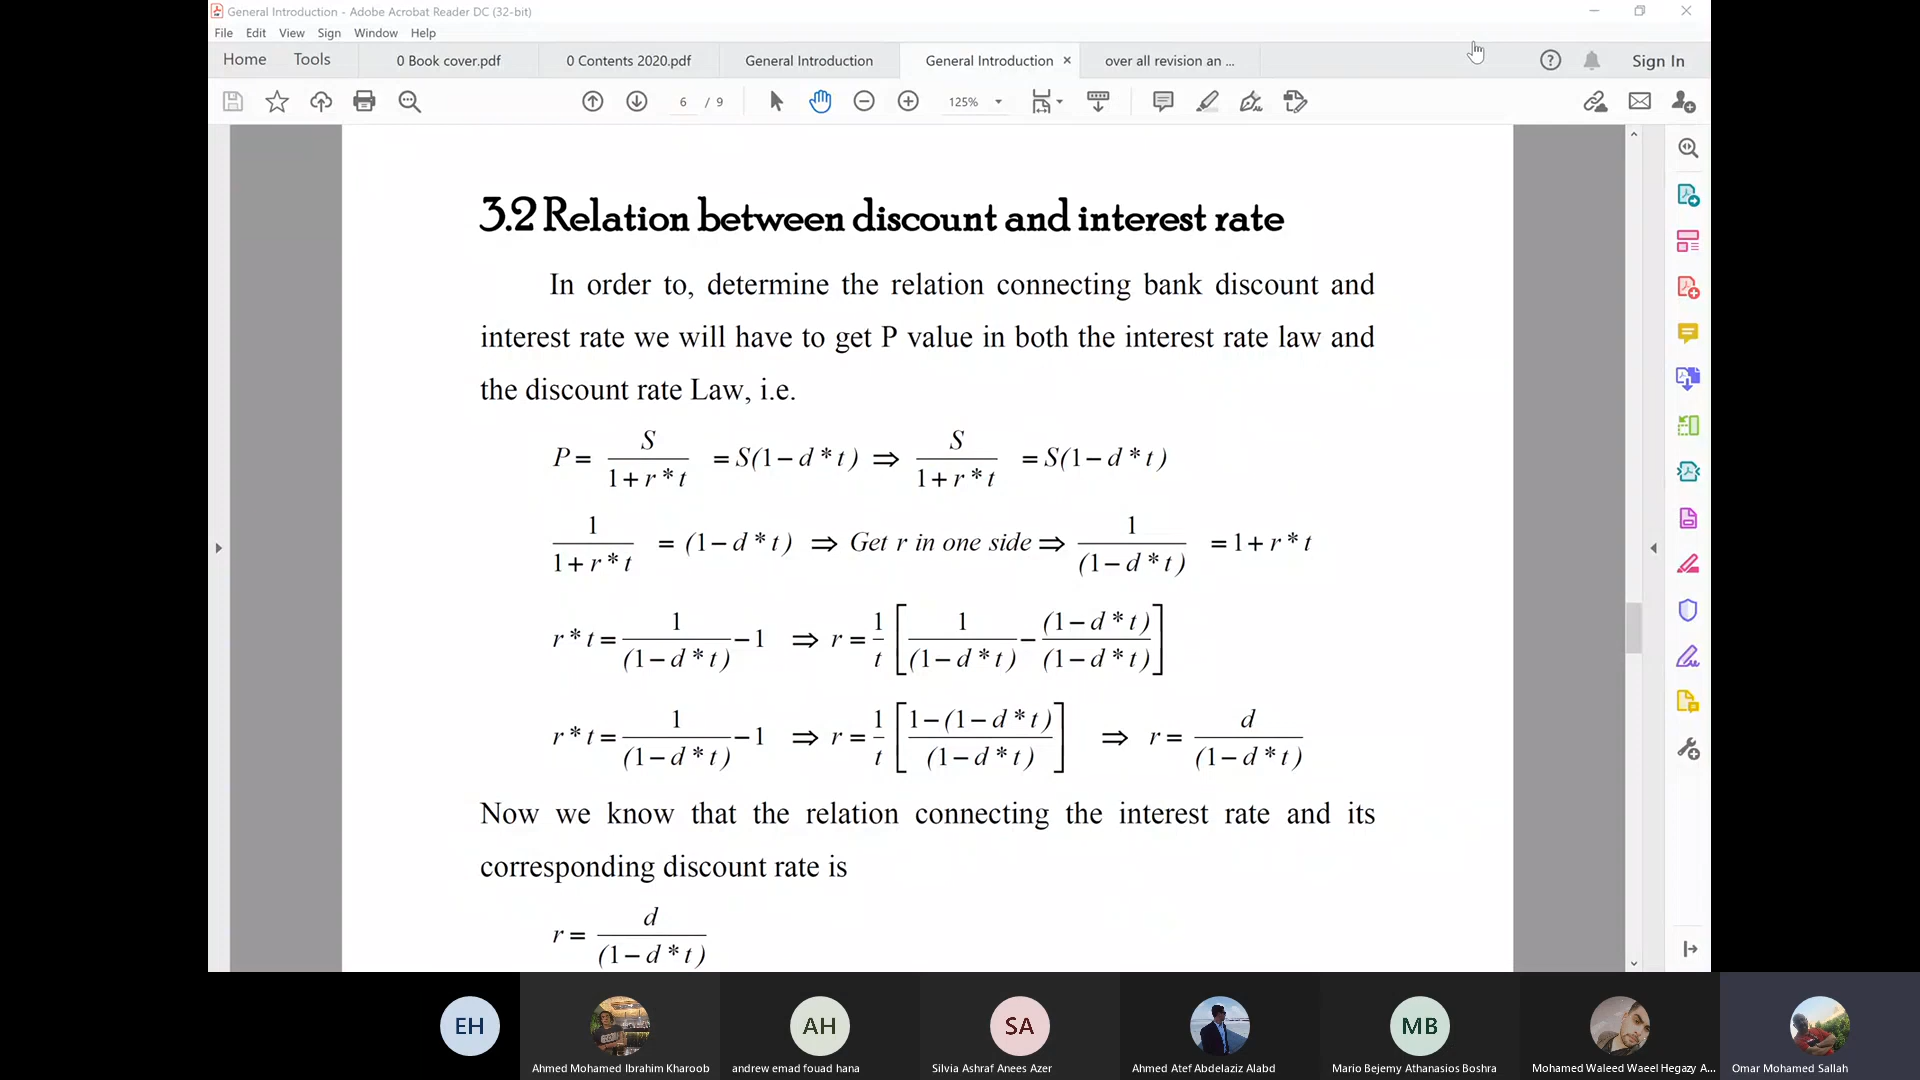 General Introduction - Adobe Acrobat Reader DC (32-bit)
File Edit View Sign Window Help
Home Tools 0 Book cover.pdf 0 Contents 2020.pdf General Introduction General Introduction × over all revision an ... Sign In
6 / 9 125%
3.2 Relation between discount and interest rate
In order to, determine the relation connecting bank discount and
interest rate we will have to get P value in both the interest rate law and
the discount rate Law, i.e.
P = S / (1 + r * t) = S(1 − d * t) ⇒ S / (1 + r * t) = S(1 − d * t)
1 / (1 + r * t) = (1 − d * t) ⇒ Get r in one side ⇒ 1 / (1 − d * t) = 1 + r * t
r * t = 1 / (1 − d * t) − 1 ⇒ r = 1/t [ 1 / (1 − d * t) − (1 − d * t) / (1 − d * t) ]
r * t = 1 / (1 − d * t) − 1 ⇒ r = 1/t [ 1 − (1 − d * t) / (1 − d * t) ] ⇒ r = d / (1 − d * t)
Now we know that the relation connecting the interest rate and its
corresponding discount rate is
r = d / (1 − d * t)
EH AH SA MB
Ahmed Mohamed Ibrahim Kharoob andrew emad fouad hana Silvia Ashraf Anees Azer Ahmed Atef Abdelaziz Alabd Mario Bejemy Athanasios Boshra Mohamed Waleed Waeel Hegazy A... Omar Mohamed Sallah